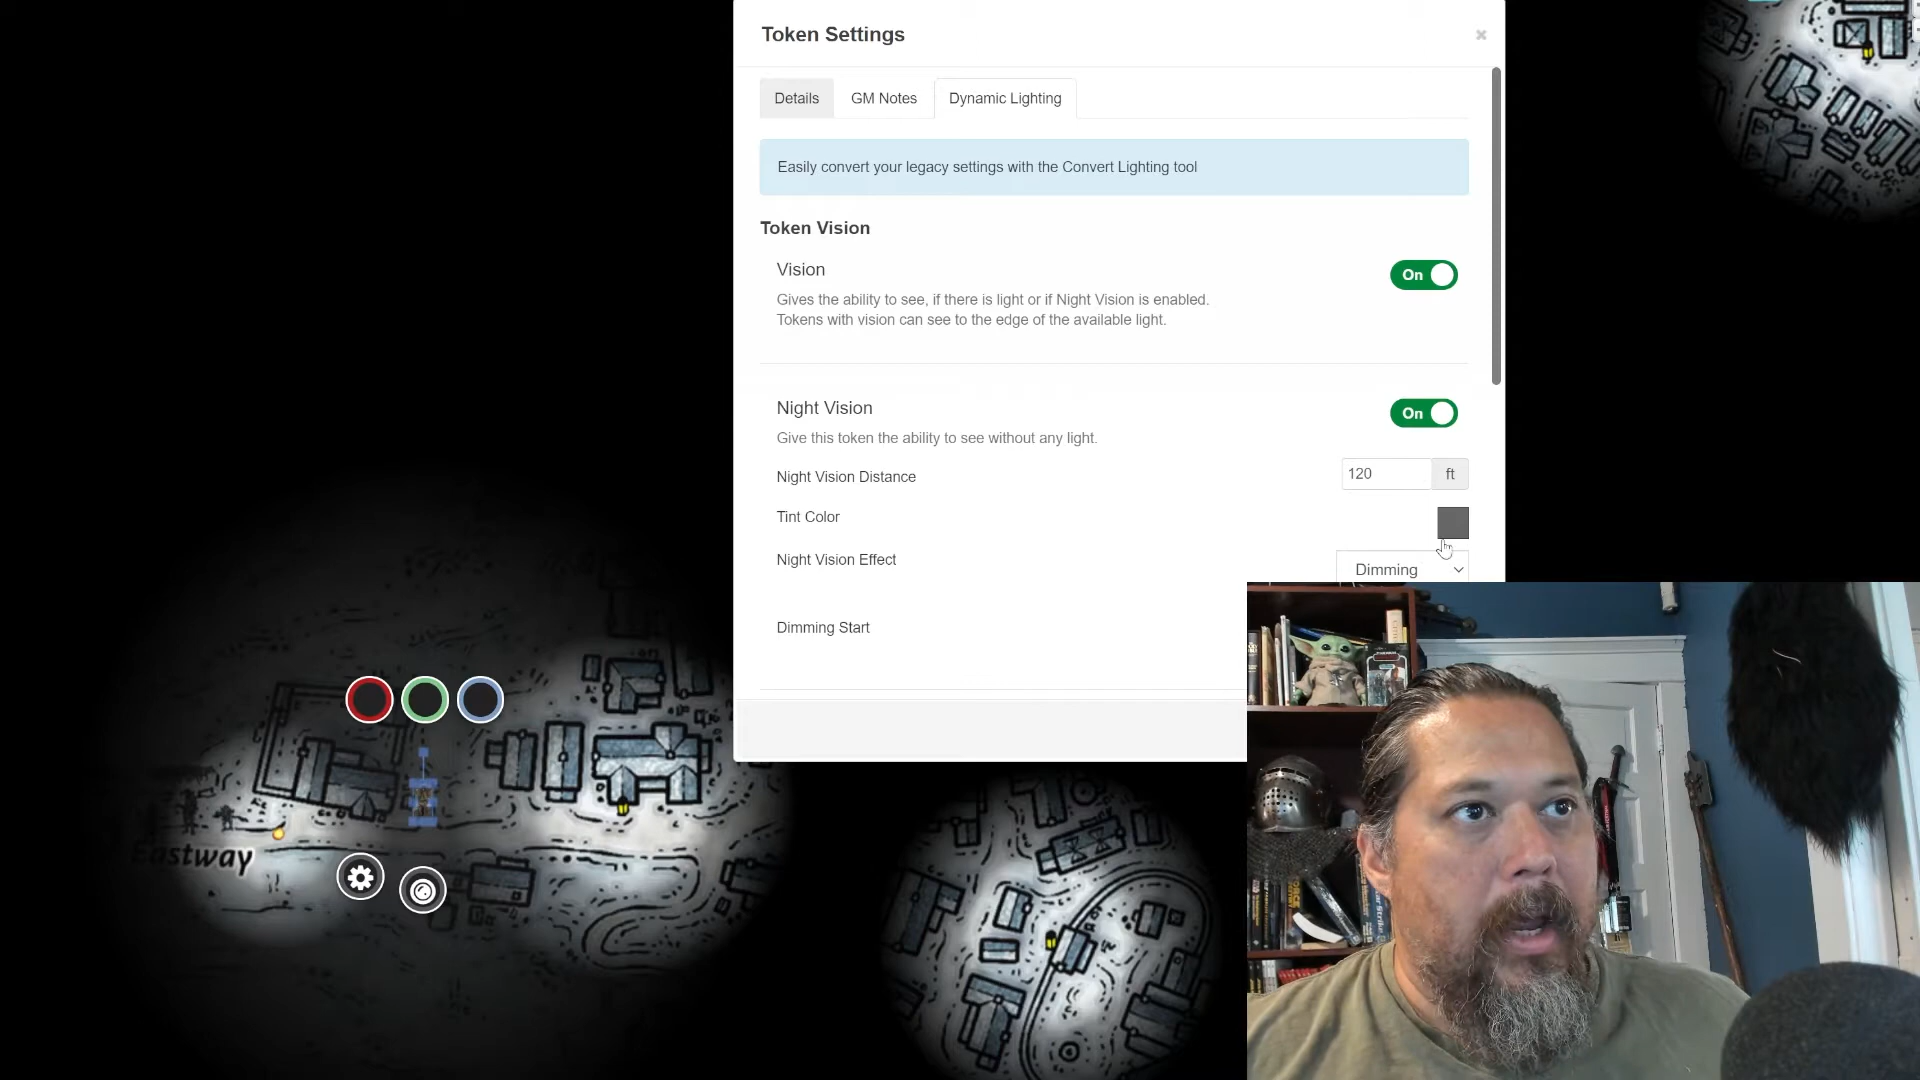 Token Settings
×
Details GM Notes Dynamic Lighting
Easily convert your legacy settings with the Convert Lighting tool
Token Vision
Vision
On
Gives the ability to see, if there is light or if Night Vision is enabled.
Tokens with vision can see to the edge of the available light.
Night Vision
On
Give this token the ability to see without any light.
Night Vision Distance
120 ft
Tint Color
Night Vision Effect
Dimming
Dimming Start
Eastway